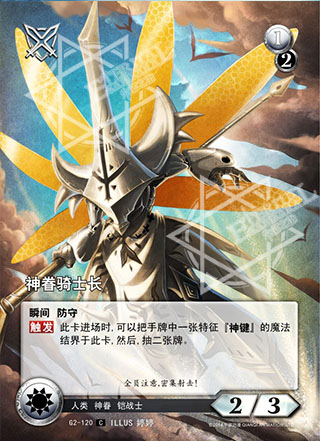 1
2
神眷骑士长
瞬间 防守
触发 此卡进场时,可以把手牌中一张特征『神键』的魔法
结界于此卡,然后,抽二张牌。
全员注意,密集射击!
人类 神眷 铠战士
2 / 3
G2-120 C ILLUS 婷婷